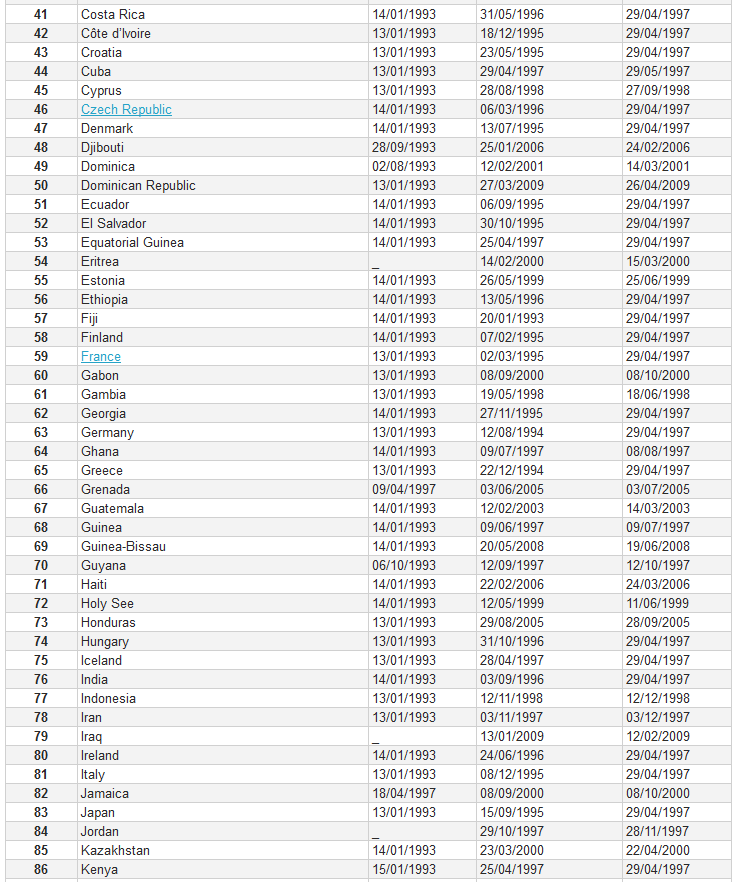 41 Costa Rica 14/01/1993 31/05/1996 29/04/1997
42 Côte d'Ivoire 13/01/1993 18/12/1995 29/04/1997
43 Croatia 13/01/1993 23/05/1995 29/04/1997
44 Cuba 13/01/1993 29/04/1997 29/05/1997
45 Cyprus 13/01/1993 28/08/1998 27/09/1998
46 Czech Republic 14/01/1993 06/03/1996 29/04/1997
47 Denmark 14/01/1993 13/07/1995 29/04/1997
48 Djibouti 28/09/1993 25/01/2006 24/02/2006
49 Dominica 02/08/1993 12/02/2001 14/03/2001
50 Dominican Republic 13/01/1993 27/03/2009 26/04/2009
51 Ecuador 14/01/1993 06/09/1995 29/04/1997
52 El Salvador 14/01/1993 30/10/1995 29/04/1997
53 Equatorial Guinea 14/01/1993 25/04/1997 29/04/1997
54 Eritrea _ 14/02/2000 15/03/2000
55 Estonia 14/01/1993 26/05/1999 25/06/1999
56 Ethiopia 14/01/1993 13/05/1996 29/04/1997
57 Fiji 14/01/1993 20/01/1993 29/04/1997
58 Finland 14/01/1993 07/02/1995 29/04/1997
59 France 13/01/1993 02/03/1995 29/04/1997
60 Gabon 13/01/1993 08/09/2000 08/10/2000
61 Gambia 13/01/1993 19/05/1998 18/06/1998
62 Georgia 14/01/1993 27/11/1995 29/04/1997
63 Germany 13/01/1993 12/08/1994 29/04/1997
64 Ghana 14/01/1993 09/07/1997 08/08/1997
65 Greece 13/01/1993 22/12/1994 29/04/1997
66 Grenada 09/04/1997 03/06/2005 03/07/2005
67 Guatemala 14/01/1993 12/02/2003 14/03/2003
68 Guinea 14/01/1993 09/06/1997 09/07/1997
69 Guinea-Bissau 14/01/1993 20/05/2008 19/06/2008
70 Guyana 06/10/1993 12/09/1997 12/10/1997
71 Haiti 14/01/1993 22/02/2006 24/03/2006
72 Holy See 14/01/1993 12/05/1999 11/06/1999
73 Honduras 13/01/1993 29/08/2005 28/09/2005
74 Hungary 13/01/1993 31/10/1996 29/04/1997
75 Iceland 13/01/1993 28/04/1997 29/04/1997
76 India 14/01/1993 03/09/1996 29/04/1997
77 Indonesia 13/01/1993 12/11/1998 12/12/1998
78 Iran 13/01/1993 03/11/1997 03/12/1997
79 Iraq _ 13/01/2009 12/02/2009
80 Ireland 14/01/1993 24/06/1996 29/04/1997
81 Italy 13/01/1993 08/12/1995 29/04/1997
82 Jamaica 18/04/1997 08/09/2000 08/10/2000
83 Japan 13/01/1993 15/09/1995 29/04/1997
84 Jordan _ 29/10/1997 28/11/1997
85 Kazakhstan 14/01/1993 23/03/2000 22/04/2000
86 Kenya 15/01/1993 25/04/1997 29/04/1997